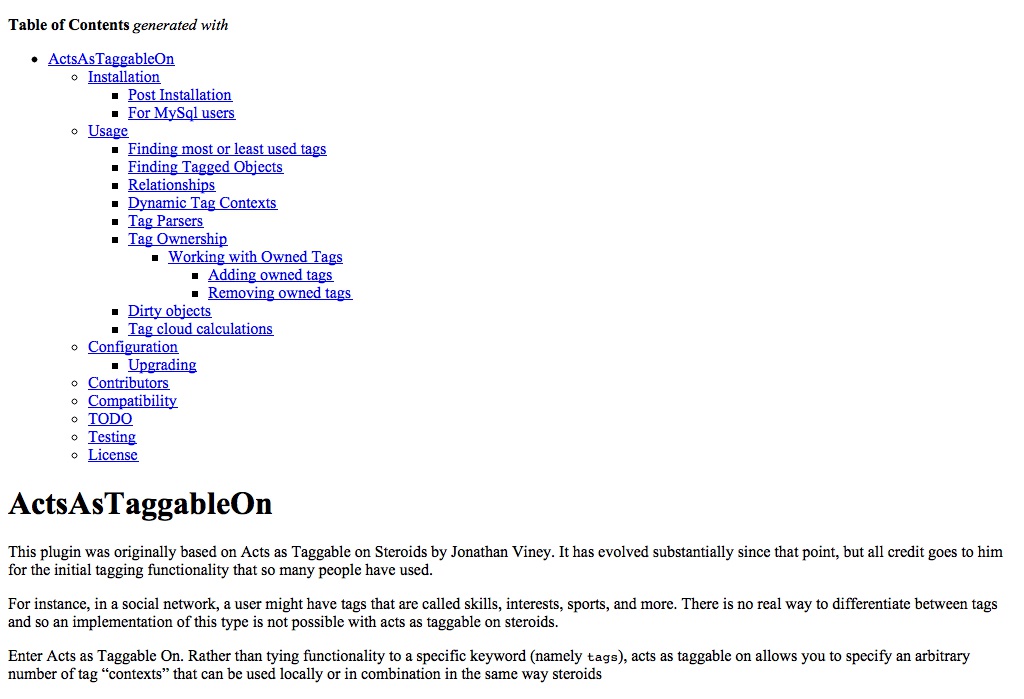 Table of Contents generated with
ActsAsTaggableOn
Installation
Post Installation
For MySql users
Usage
Finding most or least used tags
Finding Tagged Objects
Relationships
Dynamic Tag Contexts
Tag Parsers
Tag Ownership
Working with Owned Tags
Adding owned tags
Removing owned tags
Dirty objects
Tag cloud calculations
Configuration
Upgrading
Contributors
Compatibility
TODO
Testing
License
ActsAsTaggableOn
This plugin was originally based on Acts as Taggable on Steroids by Jonathan Viney. It has evolved substantially since that point, but all credit goes to him
for the initial tagging functionality that so many people have used.
For instance, in a social network, a user might have tags that are called skills, interests, sports, and more. There is no real way to differentiate between tags
and so an implementation of this type is not possible with acts as taggable on steroids.
Enter Acts as Taggable On. Rather than tying functionality to a specific keyword (namely tags), acts as taggable on allows you to specify an arbitrary
number of tag “contexts” that can be used locally or in combination in the same way steroids